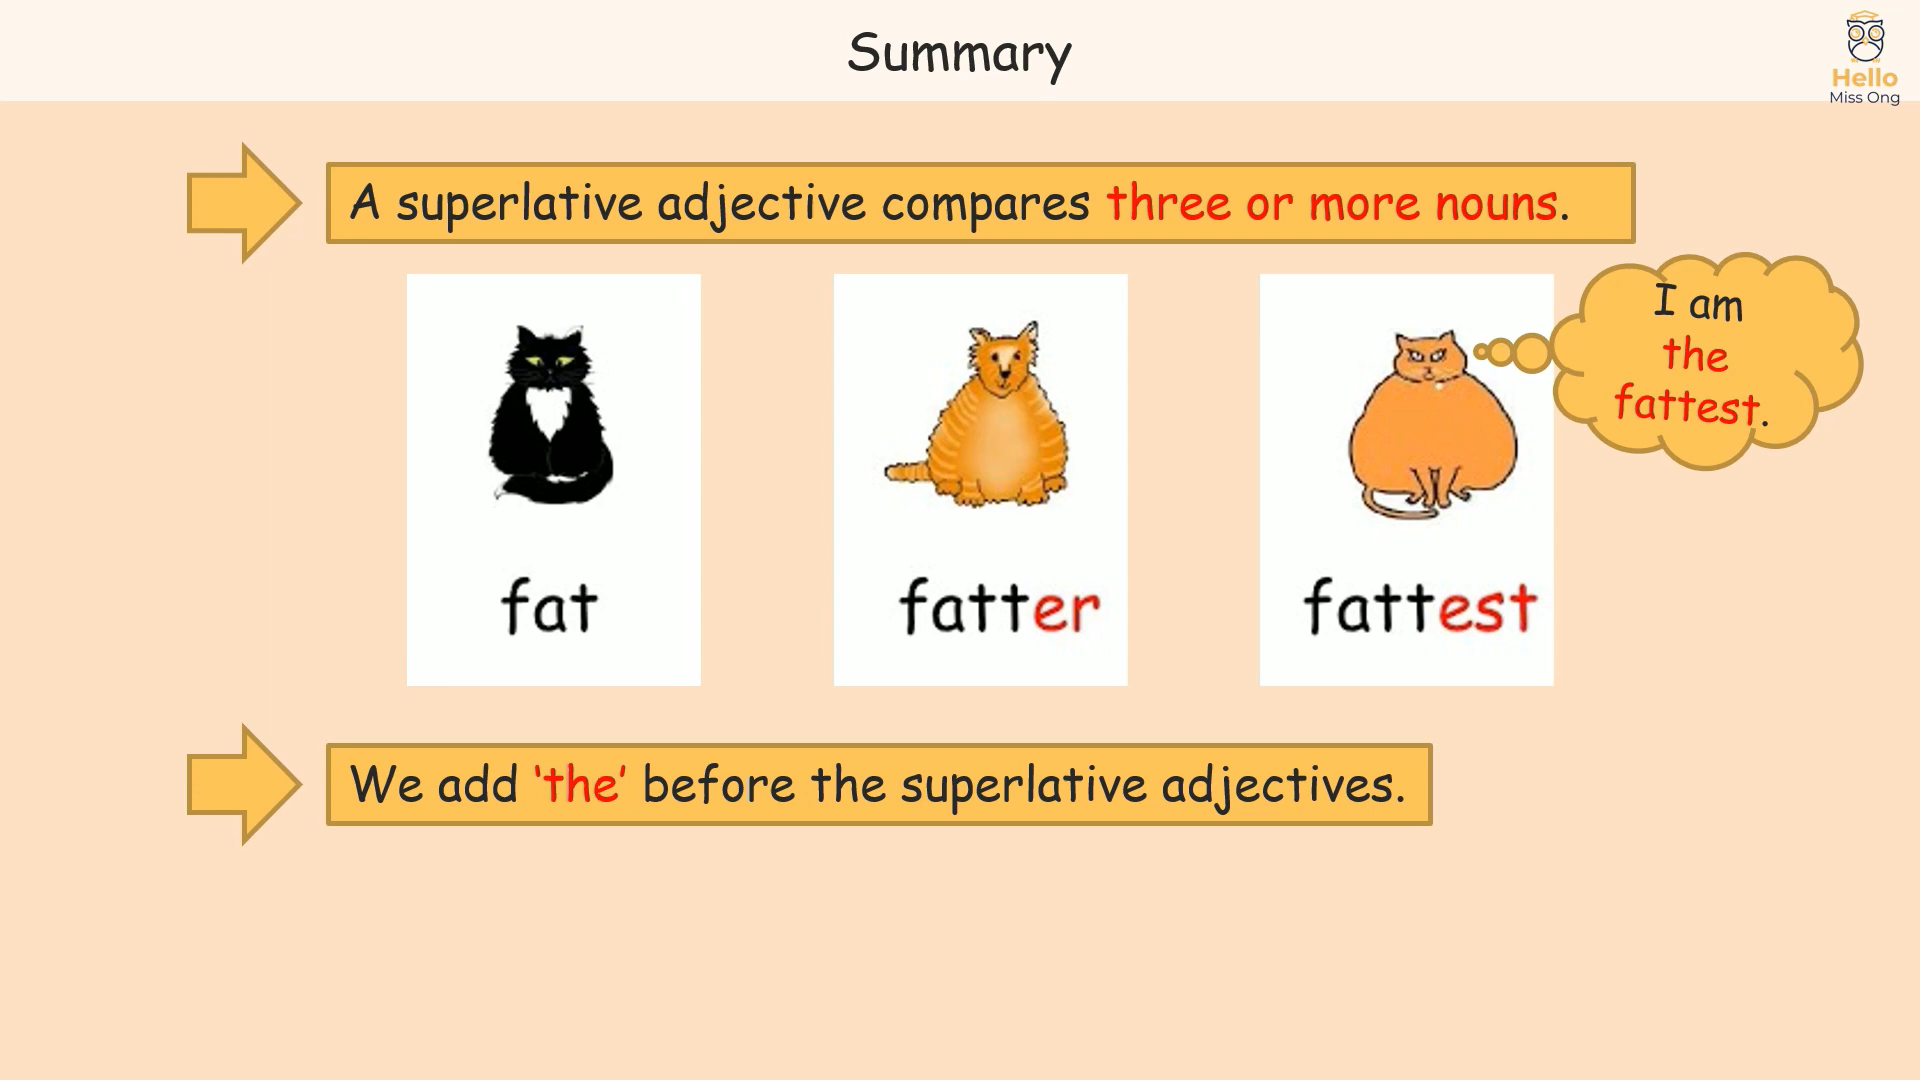 Summary
Hello
Miss Ong
A superlative adjective compares three or more nouns.
I am
the
fattest.
fat
fatter
fattest
We add ‘the’ before the superlative adjectives.